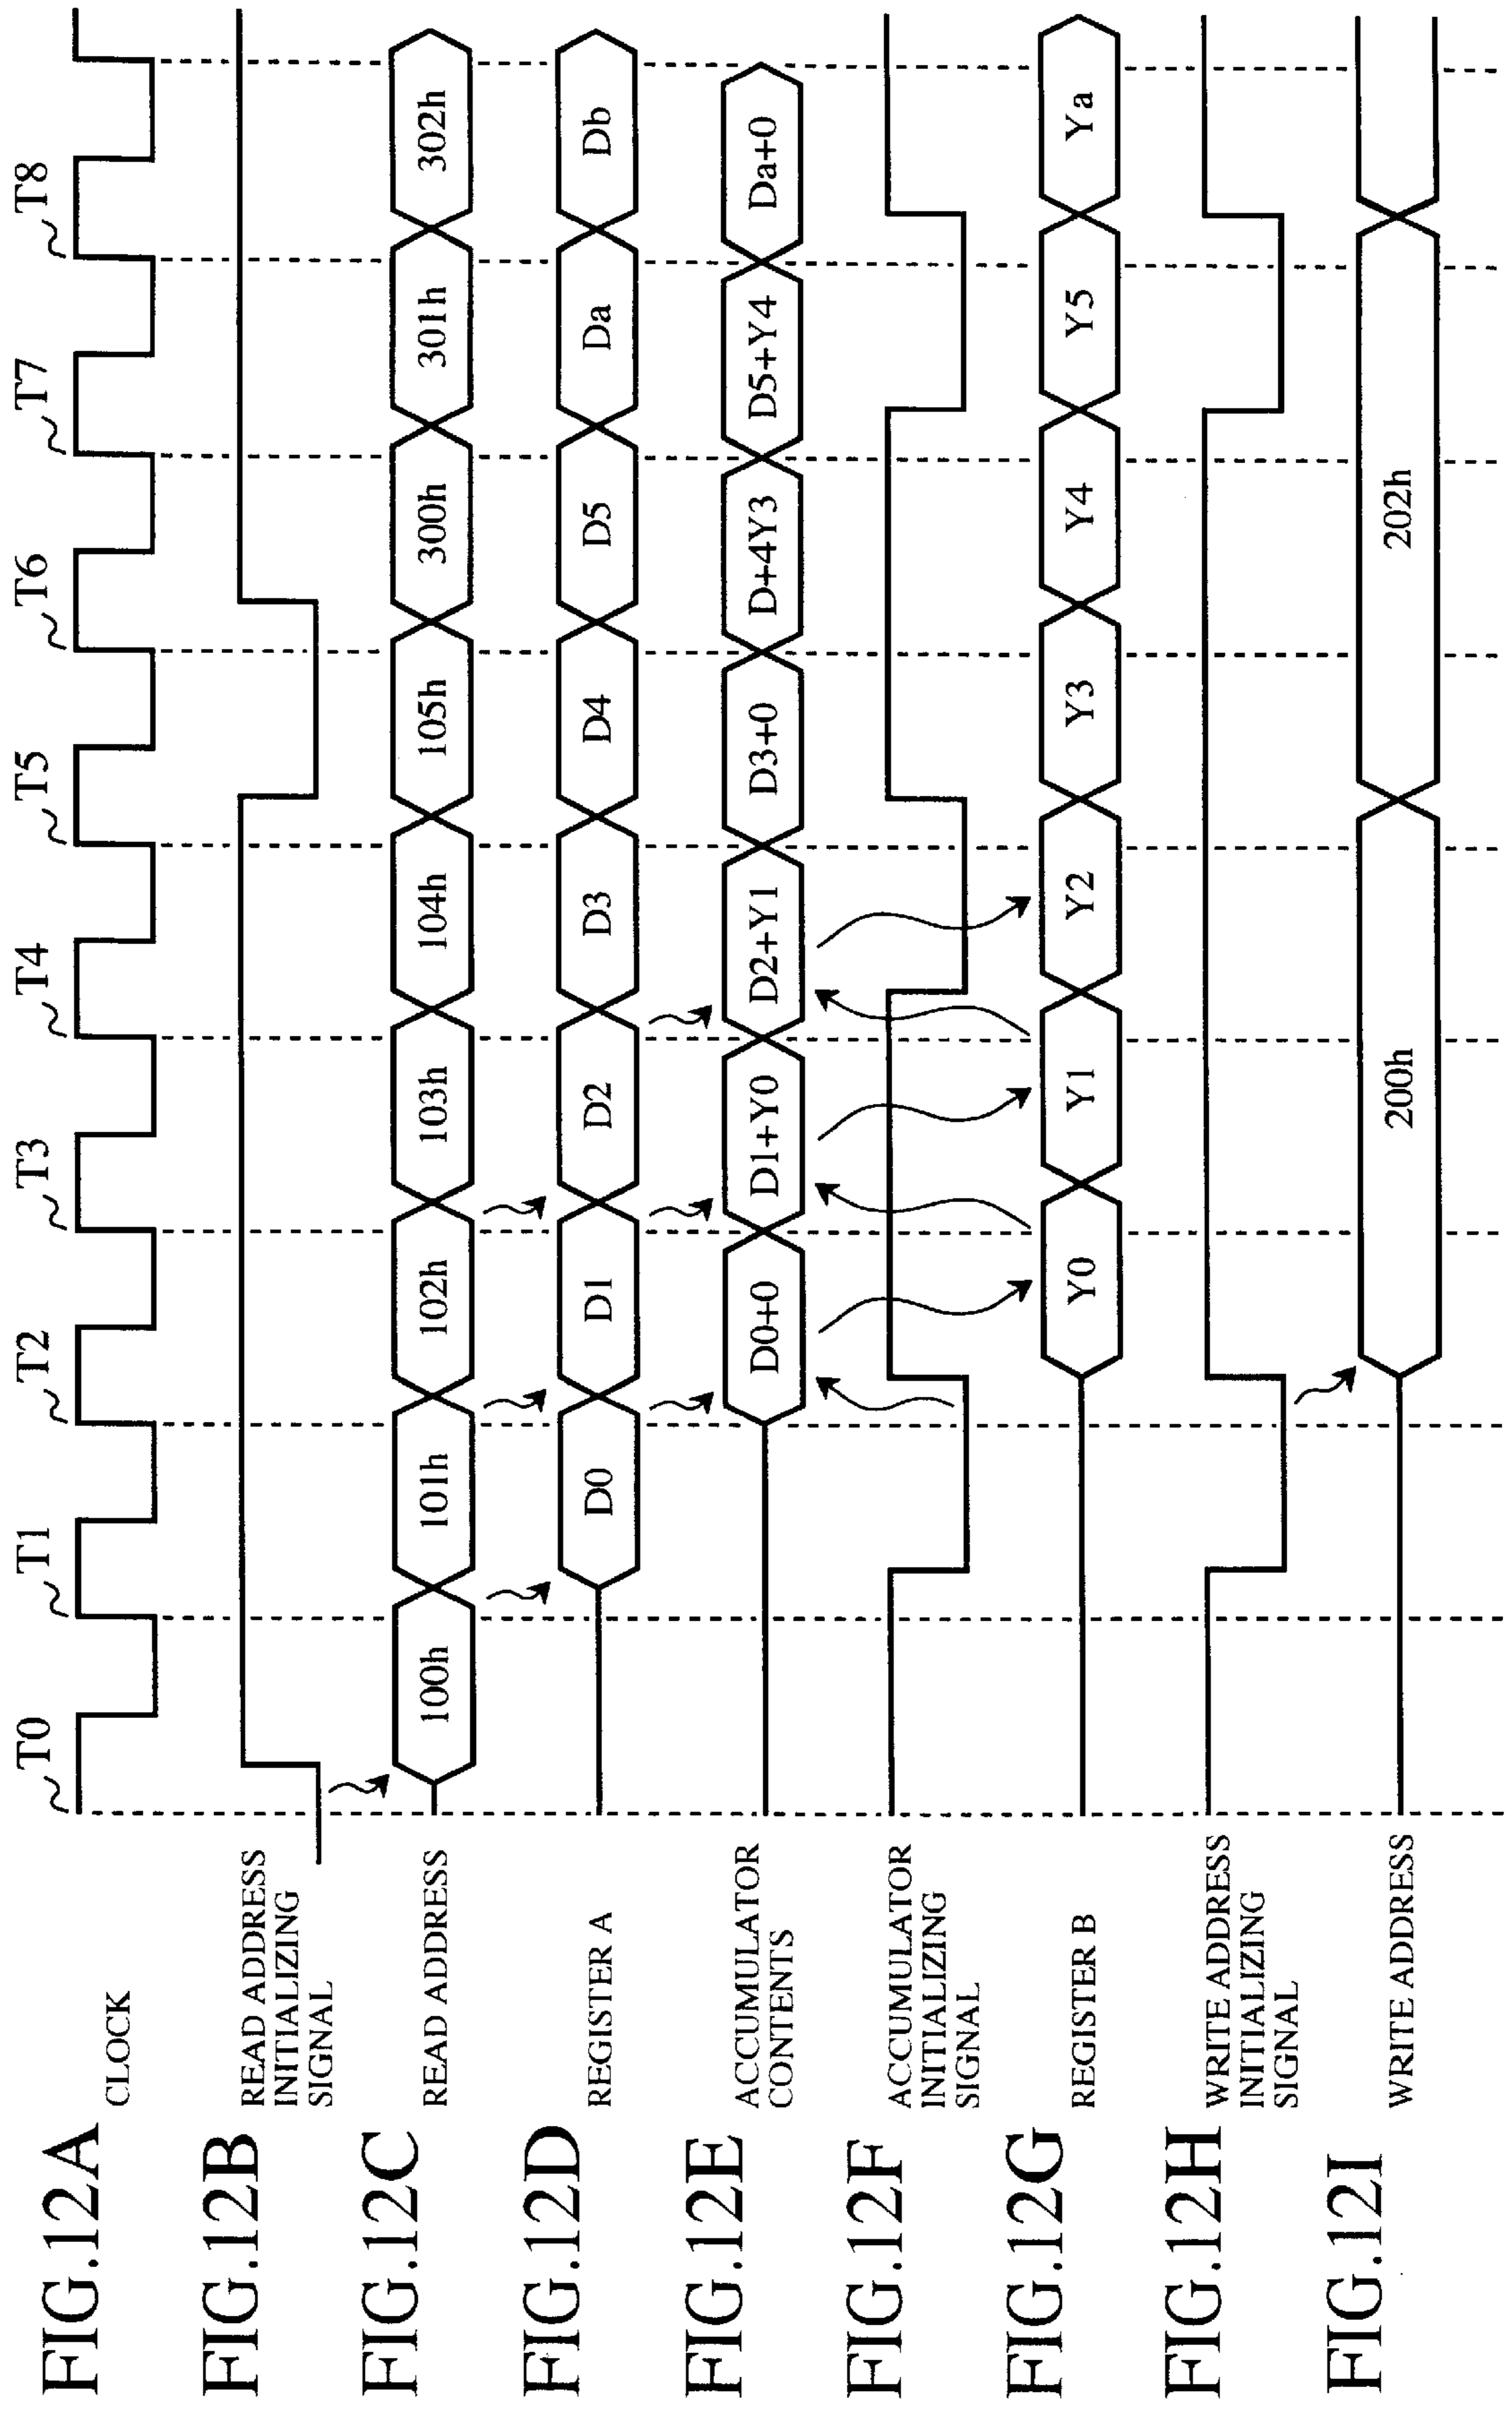 T0 T1 T2 T3 T4 T5 T6 T7 T8
FIG.12A
CLOCK
FIG.12B
READ ADDRESS
INITIALIZING
SIGNAL
FIG.12C
READ ADDRESS
100h 101h 102h 103h 104h 105h 300h 301h 302h
FIG.12D
REGISTER A
D0 D1 D2 D3 D4 D5 Da Db
FIG.12E
ACCUMULATOR
CONTENTS
D0+0 D1+Y0 D2+Y1 D3+0 D+4Y3 D5+Y4 Da+0
FIG.12F
ACCUMULATOR
INITIALIZING
SIGNAL
FIG.12G
REGISTER B
Y0 Y1 Y2 Y3 Y4 Y5 Ya
FIG.12H
WRITE ADDRESS
INITIALIZING
SIGNAL
FIG.12I
WRITE ADDRESS
200h 202h